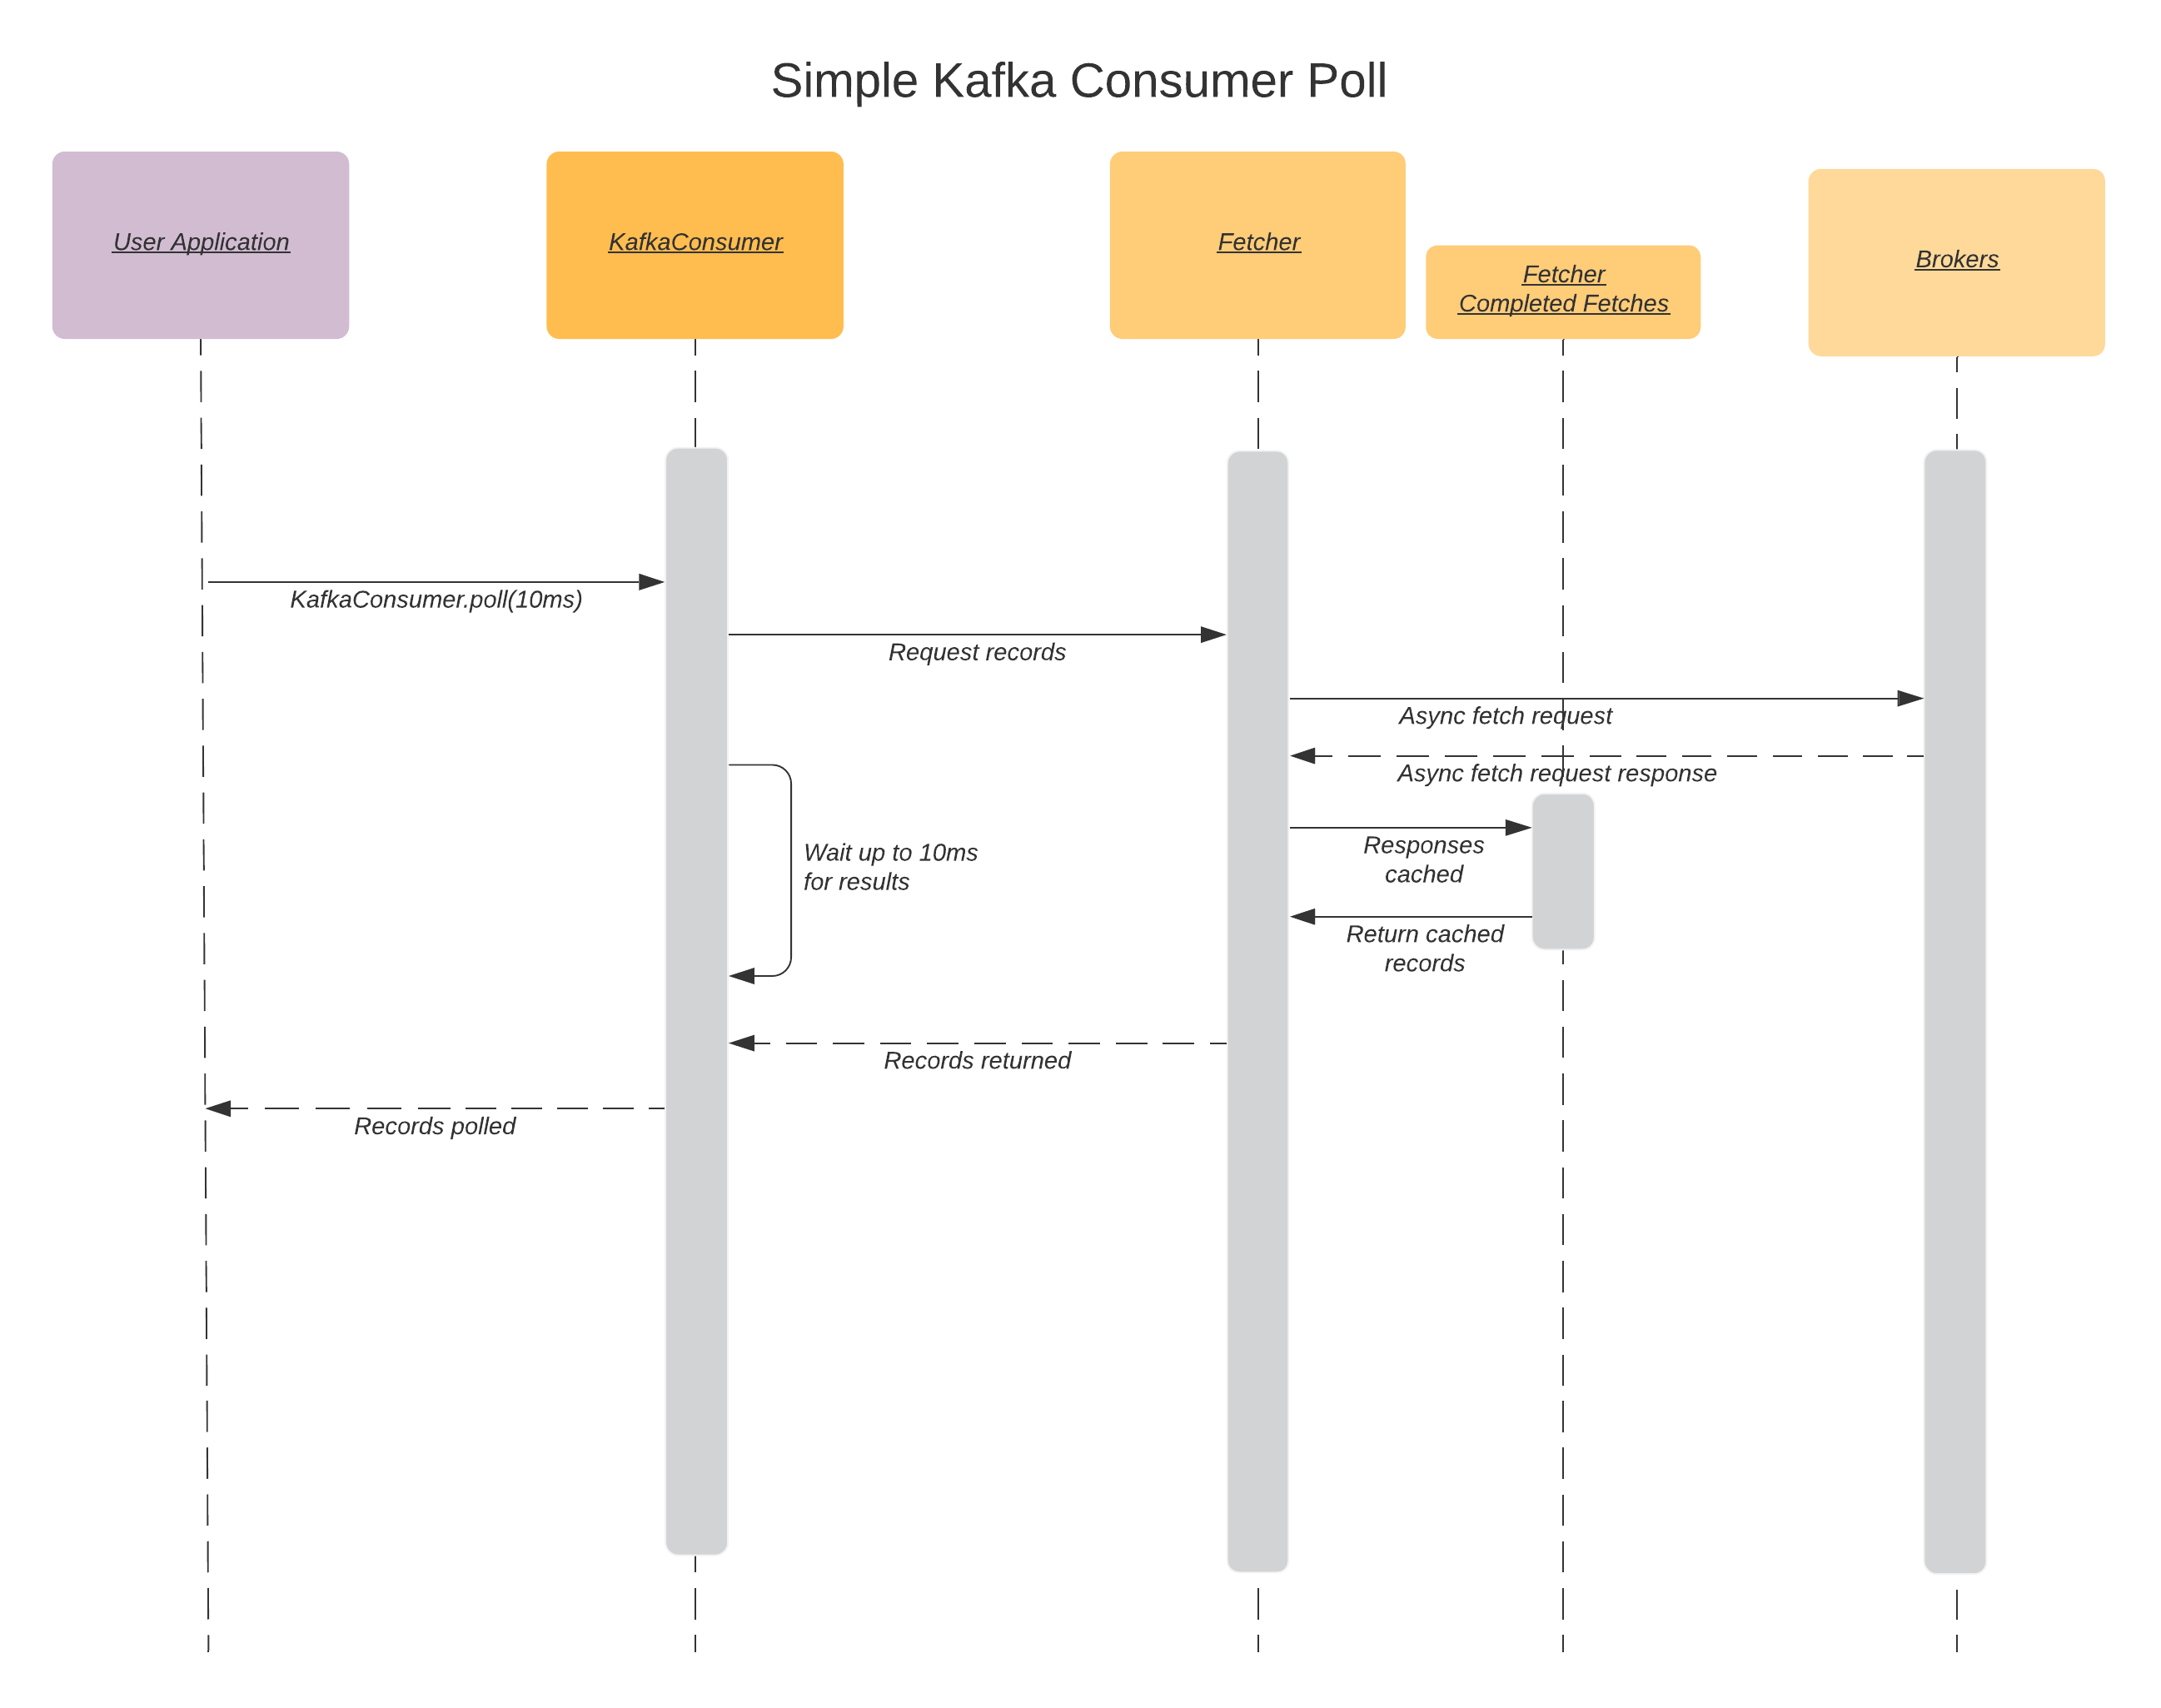 Simple Kafka Consumer Poll
User Application
KafkaConsumer
Fetcher
Fetcher
Completed Fetches
Brokers
KafkaConsumer.poll(10ms)
Request records
Async fetch request
Async fetch request response
Wait up to 10ms
for results
Responses
cached
Return cached
records
Records returned
Records polled